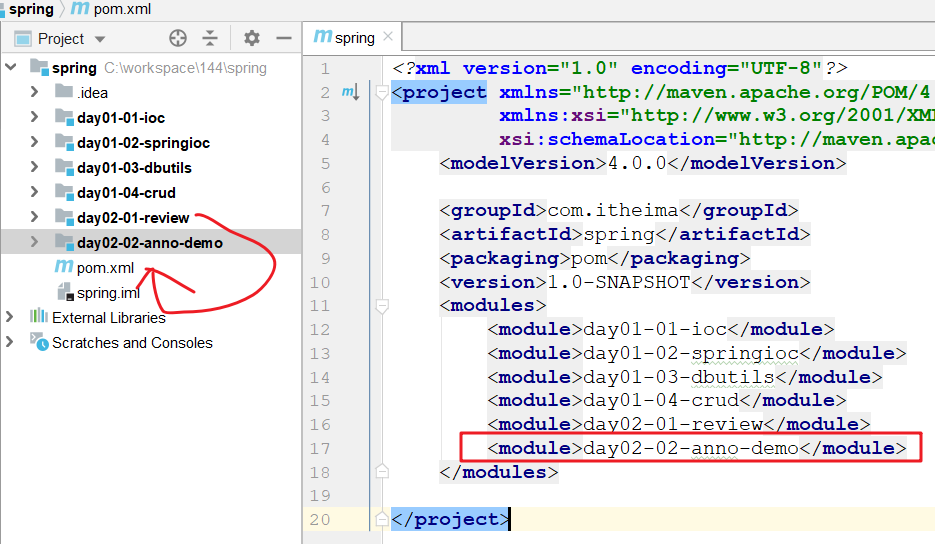 spring pom.xml
Project
spring C:\workspace\144\spring
.idea
day01-01-ioc
day01-02-springioc
day01-03-dbutils
day01-04-crud
day02-01-review
day02-02-anno-demo
pom.xml
spring.iml
External Libraries
Scratches and Consoles
spring
1 <?xml version="1.0" encoding="UTF-8"?>
2 <project xmlns="http://maven.apache.org/POM/4
3 xmlns:xsi="http://www.w3.org/2001/XM
4 xsi:schemaLocation="http://maven.apac
5 <modelVersion>4.0.0</modelVersion>
6
7 <groupId>com.itheima</groupId>
8 <artifactId>spring</artifactId>
9 <packaging>pom</packaging>
10 <version>1.0-SNAPSHOT</version>
11 <modules>
12 <module>day01-01-ioc</module>
13 <module>day01-02-springioc</module>
14 <module>day01-03-dbutils</module>
15 <module>day01-04-crud</module>
16 <module>day02-01-review</module>
17 <module>day02-02-anno-demo</module>
18 </modules>
19
20 </project>